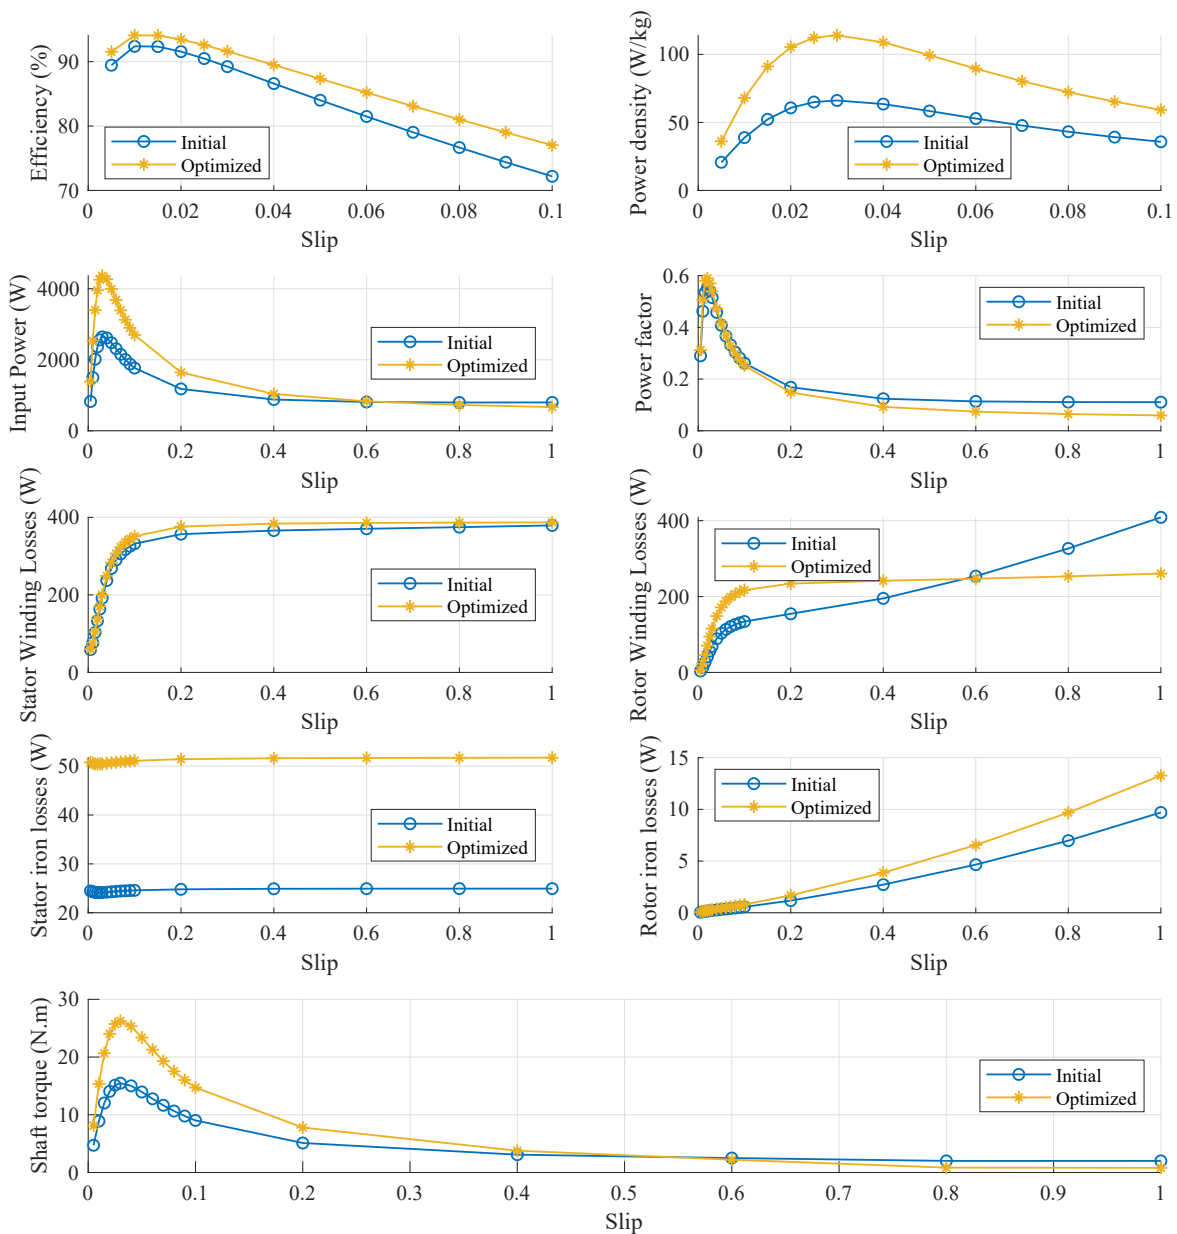 Efficiency (%)
90
80
70
0
0.02
0.04
0.06
0.08
0.1
Slip
Initial
Optimized
Power density (W/kg)
100
50
0
0
0.02
0.04
0.06
0.08
0.1
Slip
Initial
Optimized
Input Power (W)
4000
2000
0
0
0.2
0.4
0.6
0.8
1
Slip
Initial
Optimized
Power factor
0.6
0.4
0.2
0
0
0.2
0.4
0.6
0.8
1
Slip
Initial
Optimized
Stator Winding Losses (W)
400
200
0
0
0.2
0.4
0.6
0.8
1
Slip
Initial
Optimized
Rotor Winding Losses (W)
400
200
0
0
0.2
0.4
0.6
0.8
1
Slip
Initial
Optimized
Stator iron losses (W)
50
40
30
20
0
0.2
0.4
0.6
0.8
1
Slip
Initial
Optimized
Rotor iron losses (W)
15
10
5
0
0
0.2
0.4
0.6
0.8
1
Slip
Initial
Optimized
Shaft torque (N.m)
30
20
10
0
0
0.1
0.2
0.3
0.4
0.5
0.6
0.7
0.8
0.9
1
Slip
Initial
Optimized